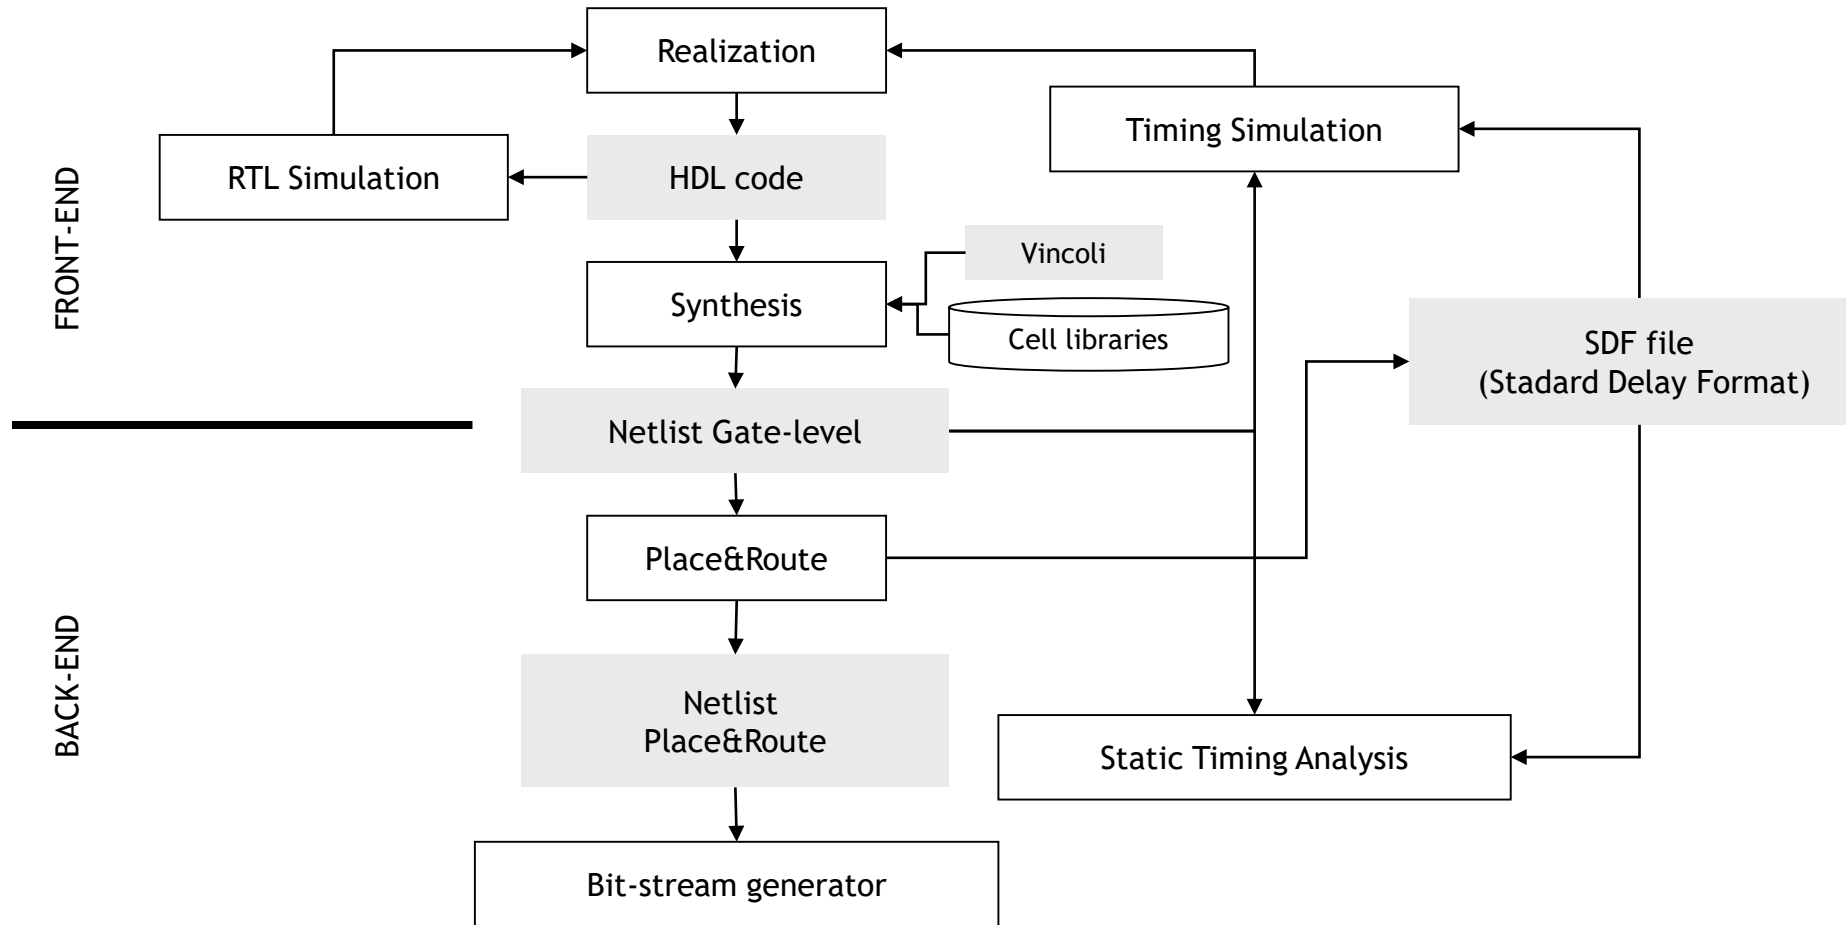 Realization
Timing Simulation
RTL Simulation
HDL code
FRONT-END
Vincoli
Synthesis
Cell libraries
SDF file
(Stadard Delay Format)
Netlist Gate-level
Place&Route
BACK-END
Netlist
Place&Route
Static Timing Analysis
Bit-stream generator